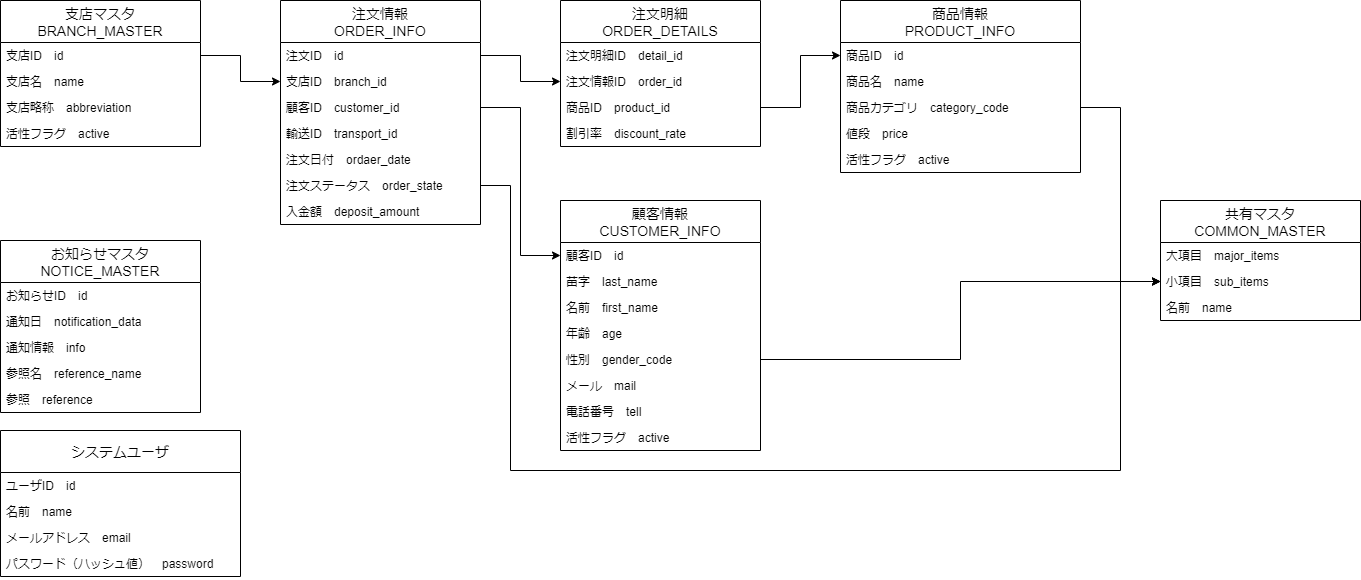 支店マスタ
BRANCH_MASTER
支店ID id
支店名 name
支店略称 abbreviation
活性フラグ active
注文情報
ORDER_INFO
注文ID id
支店ID branch_id
顧客ID customer_id
輸送ID transport_id
注文日付 ordaer_date
注文ステータス order_state
入金額 deposit_amount
注文明細
ORDER_DETAILS
注文明細ID detail_id
注文情報ID order_id
商品ID product_id
割引率 discount_rate
商品情報
PRODUCT_INFO
商品ID id
商品名 name
商品カテゴリ category_code
値段 price
活性フラグ active
顧客情報
CUSTOMER_INFO
顧客ID id
苗字 last_name
名前 first_name
年齢 age
性別 gender_code
メール mail
電話番号 tell
活性フラグ active
共有マスタ
COMMON_MASTER
大項目 major_items
小項目 sub_items
名前 name
お知らせマスタ
NOTICE_MASTER
お知らせID id
通知日 notification_data
通知情報 info
参照名 reference_name
参照 reference
システムユーザ
ユーザID id
名前 name
メールアドレス email
パスワード（ハッシュ値） password